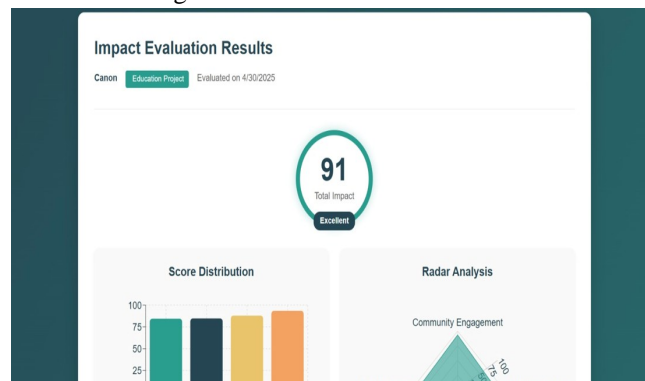 Impact Evaluation Results
Canon Education Project Evaluated on 4/30/2025
91
Total Impact
Excellent
Score Distribution
Radar Analysis
100
75
50
25
Community Engagement
100
75